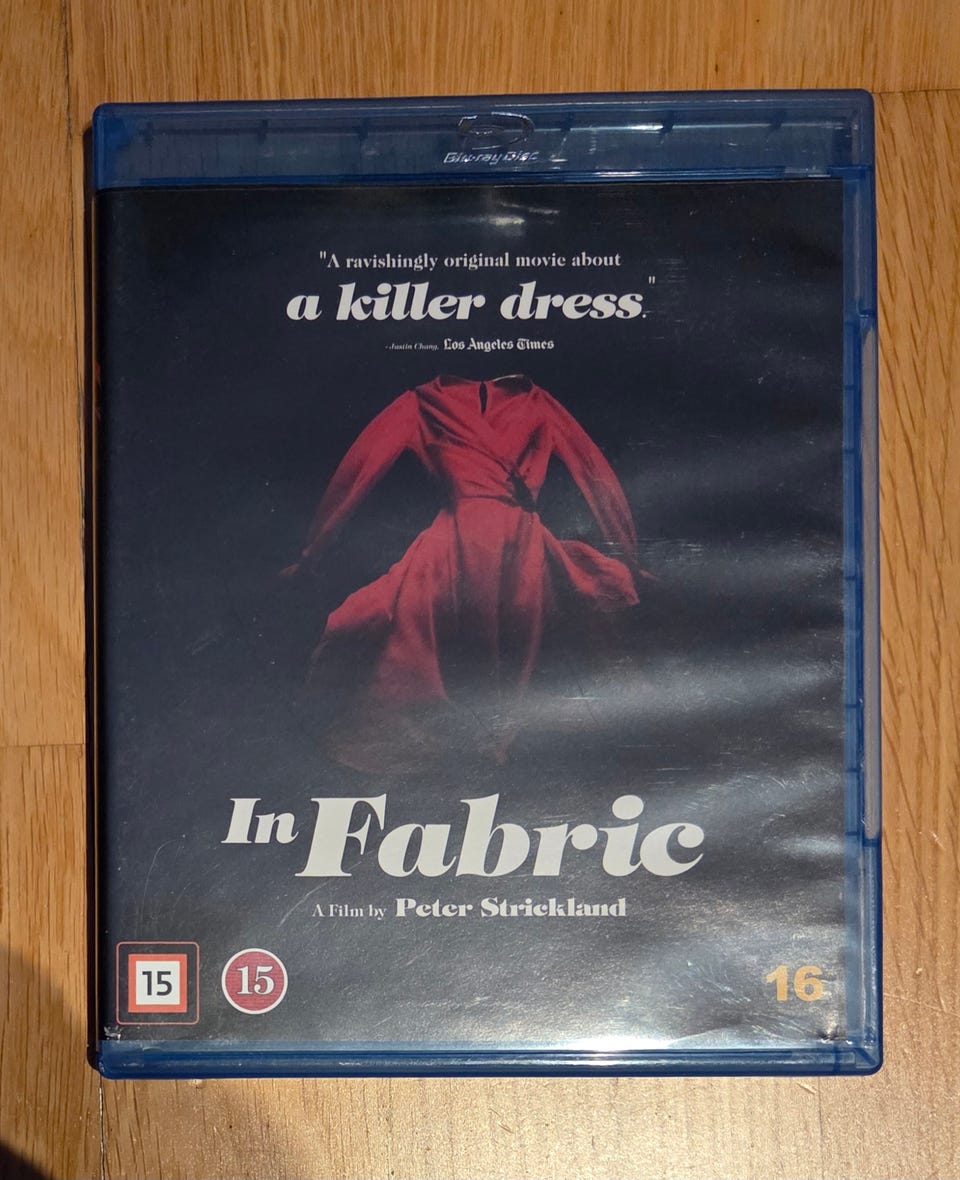 Blu-ray Disc
"A ravishingly original movie about
a killer dress."
- Justin Chang, Los Angeles Times
In Fabric
A Film by Peter Strickland
15
15
16